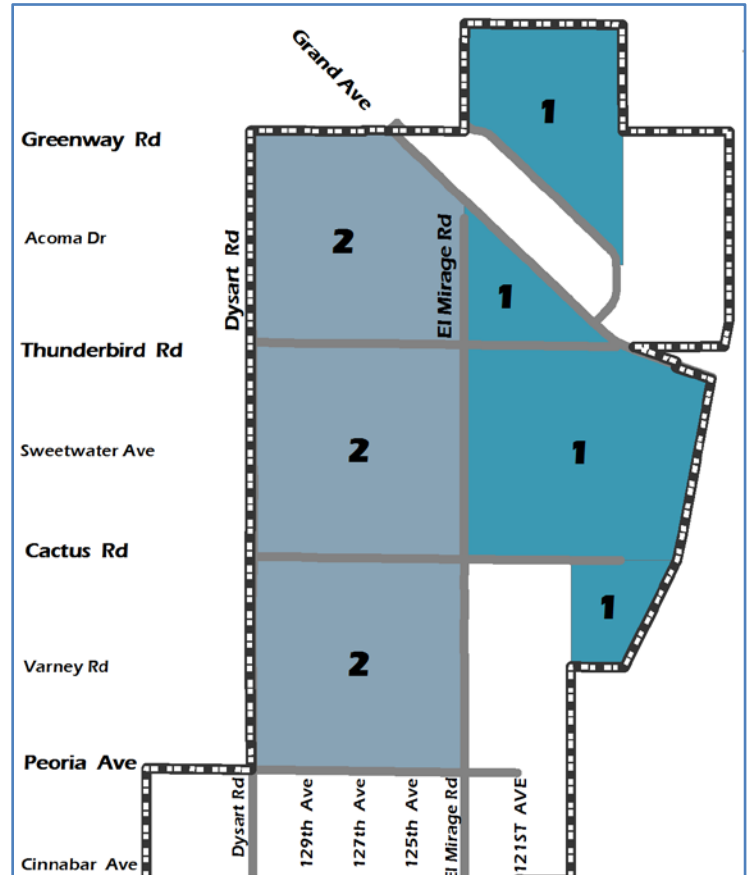 Grand Ave
1
Greenway Rd
Acoma Dr
2
Dysart Rd
El Mirage Rd
1
Thunderbird Rd
Sweetwater Ave
2
1
Cactus Rd
1
Varney Rd
2
Peoria Ave
Dysart Rd
129th Ave
127th Ave
125th Ave
El Mirage Rd
121ST AVE
Cinnabar Ave